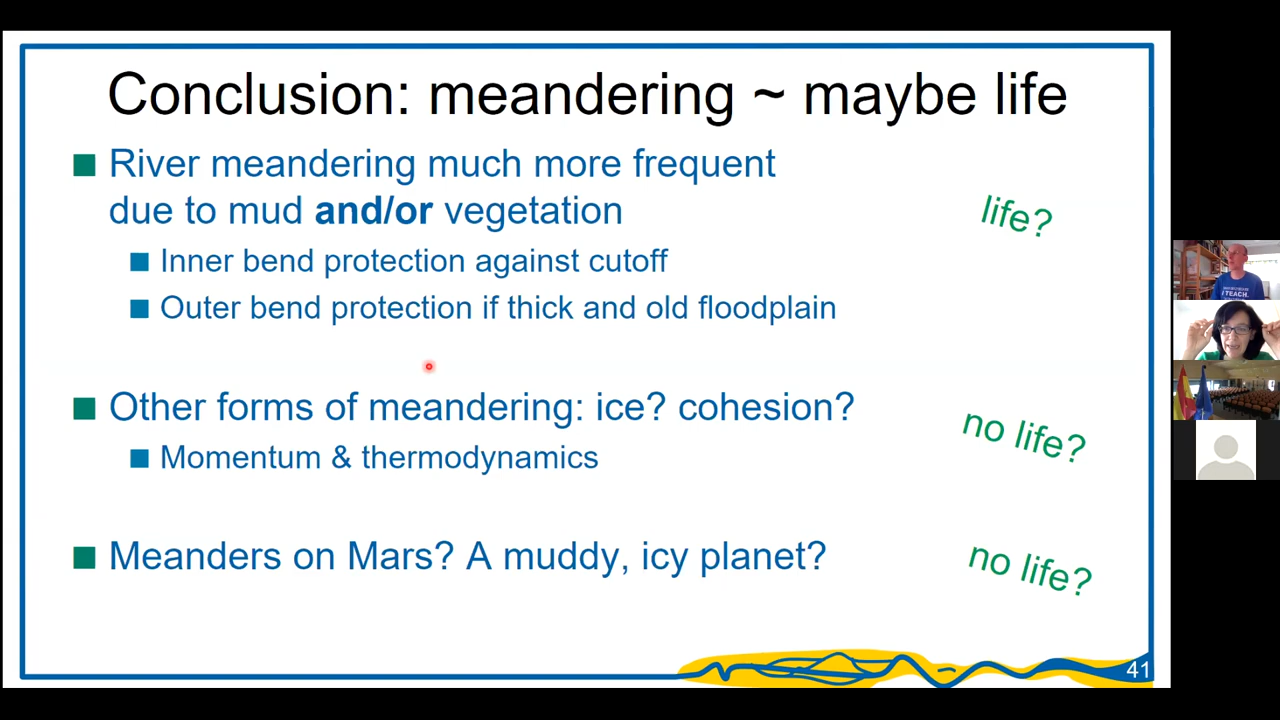 Conclusion: meandering ~ maybe life
River meandering much more frequent
due to mud and/or vegetation
life?
Inner bend protection against cutoff
Outer bend protection if thick and old floodplain
Other forms of meandering: ice? cohesion?
no life?
Momentum & thermodynamics
Meanders on Mars? A muddy, icy planet?
no life?
41
I TEACH.